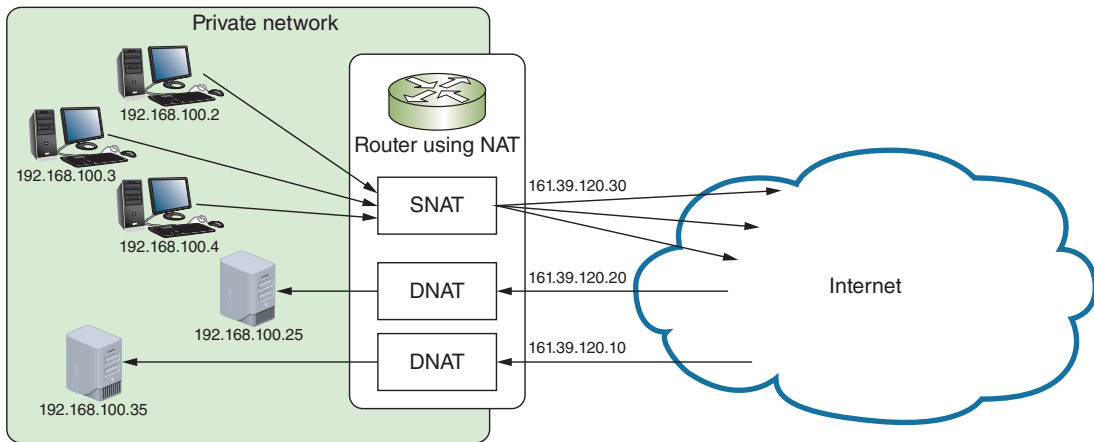 Private network
192.168.100.2
192.168.100.3
192.168.100.4
Router using NAT
SNAT
161.39.120.30
DNAT
161.39.120.20
192.168.100.25
DNAT
161.39.120.10
192.168.100.35
Internet